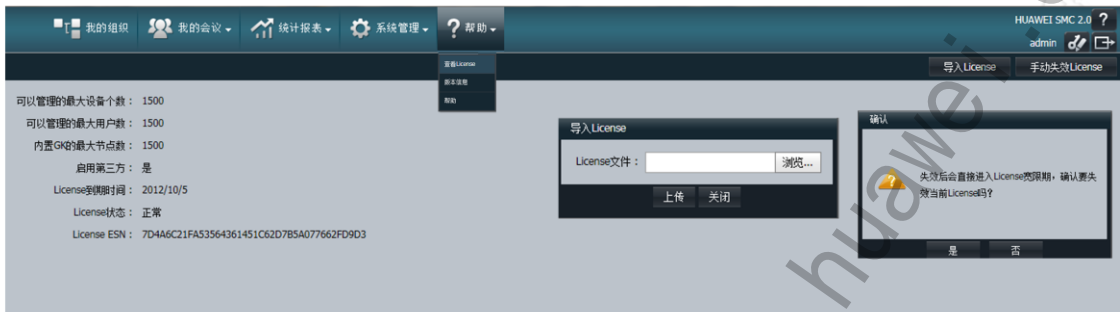 我的组织 我的会议 统计报表 系统管理 帮助
HUAWEI SMC 2.0
admin
查看License
版本信息
帮助
导入License 手动失效License
可以管理的最大设备个数： 1500
可以管理的最大用户数： 1500
内置GK的最大节点数： 1500
启用第三方： 是
License到期时间： 2012/10/5
License状态： 正常
License ESN： 7D4A6C21FA53564361451C62D7B5A077662FD9D3
导入License
License文件： 浏览...
上传 关闭
确认
失效后会直接进入License宽限期，确认要失
效当前License吗?
是 否
huawei